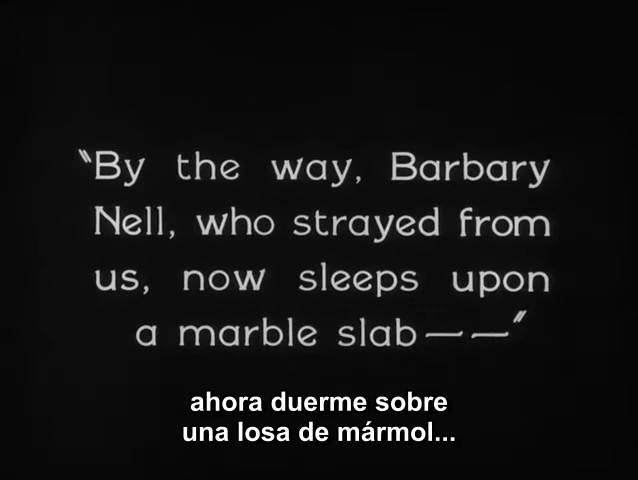 "By the way, Barbary
Nell, who strayed from
us, now sleeps upon
a marble slab — —"
ahora duerme sobre
una losa de mármol...